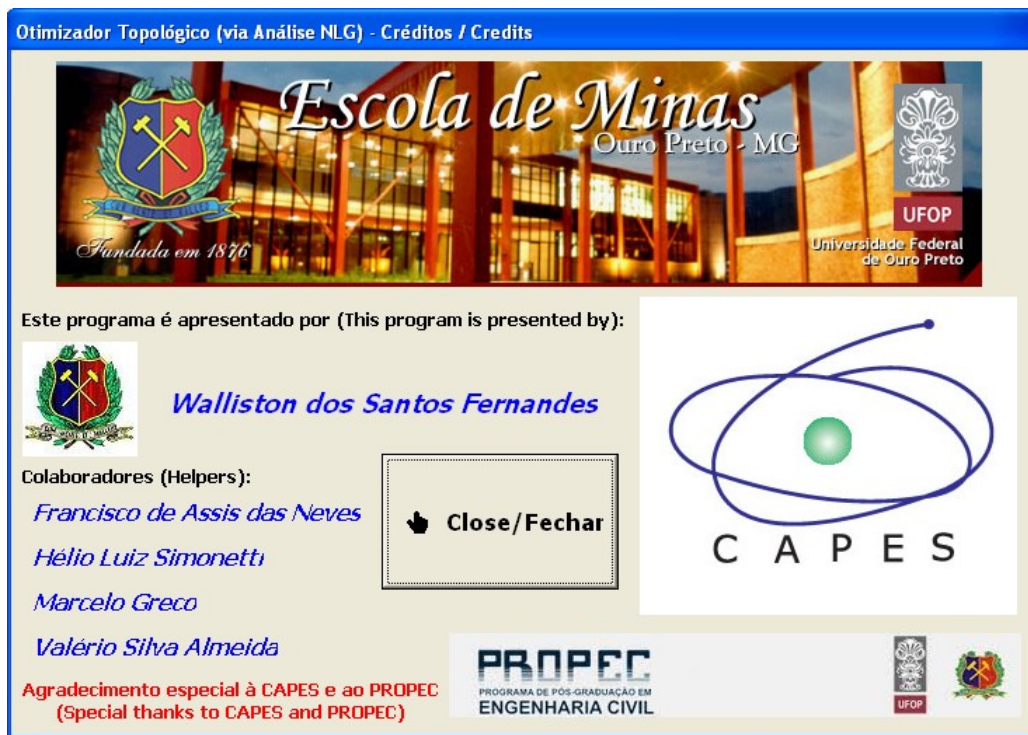 Otimizador Topológico (via Análise NLG) - Créditos / Credits
Escola de Minas
Ouro Preto - MG
Fundada em 1876
UFOP
Universidade Federal
de Ouro Preto
Este programa é apresentado por (This program is presented by):
Walliston dos Santos Fernandes
Colaboradores (Helpers):
Francisco de Assis das Neves
Hélio Luiz Simonetti
Marcelo Greco
Valério Silva Almeida
Close/Fechar
CAPES
Agradecimento especial à CAPES e ao PROPEC
(Special thanks to CAPES and PROPEC)
PROPEC
PROGRAMA DE PÓS-GRADUAÇÃO EM
ENGENHARIA CIVIL
UFOP